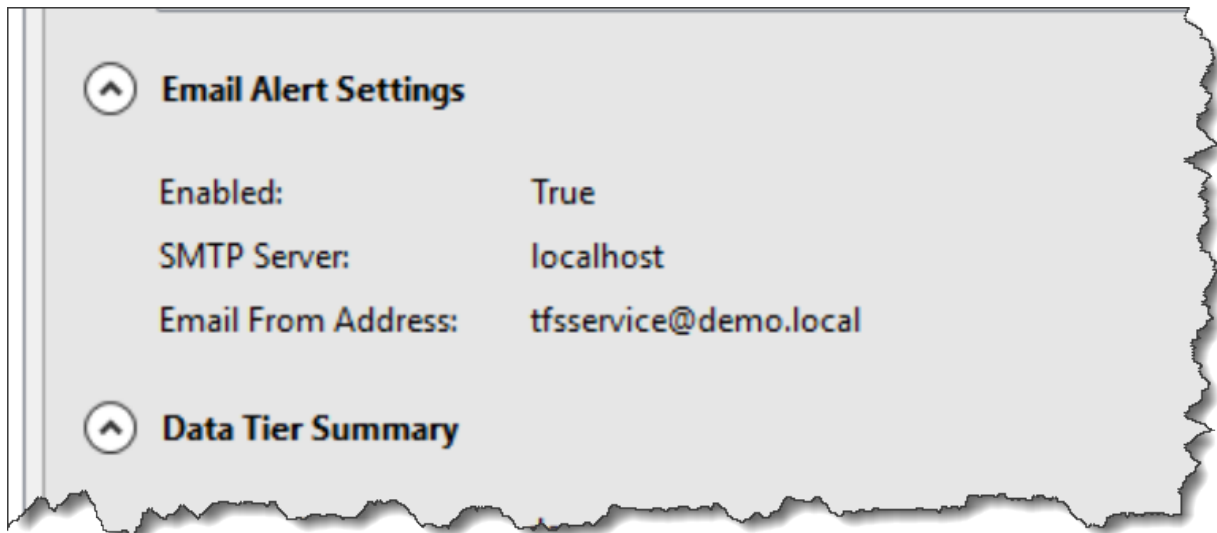 Email Alert Settings
Enabled: True
SMTP Server: localhost
Email From Address: tfsservice@demo.local
Data Tier Summary